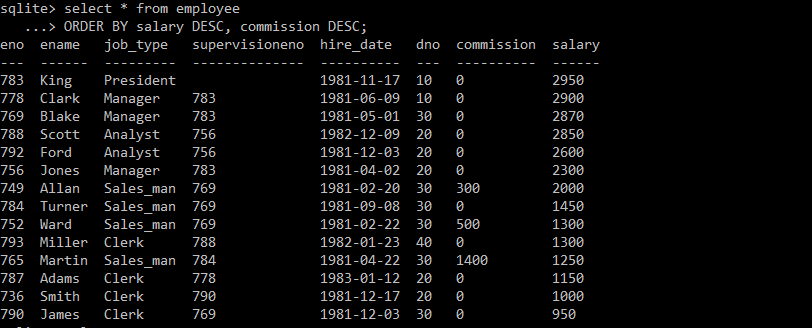 sqlite> select * from employee
   ...> ORDER BY salary DESC, commission DESC;
eno  ename   job_type   supervisioneno  hire_date   dno  commission  salary
---  ------  ---------  --------------  ----------  ---  ----------  ------
783  King    President                  1981-11-17  10   0           2950
778  Clark   Manager    783             1981-06-09  10   0           2900
769  Blake   Manager    783             1981-05-01  30   0           2870
788  Scott   Analyst    756             1982-12-09  20   0           2850
792  Ford    Analyst    756             1981-12-03  20   0           2600
756  Jones   Manager    783             1981-04-02  20   0           2300
749  Allan   Sales_man  769             1981-02-20  30   300         2000
784  Turner  Sales_man  769             1981-09-08  30   0           1450
752  Ward    Sales_man  769             1981-02-22  30   500         1300
793  Miller  Clerk      788             1982-01-23  40   0           1300
765  Martin  Sales_man  784             1981-04-22  30   1400        1250
787  Adams   Clerk      778             1983-01-12  20   0           1150
736  Smith   Clerk      790             1981-12-17  20   0           1000
790  James   Clerk      769             1981-12-03  30   0           950